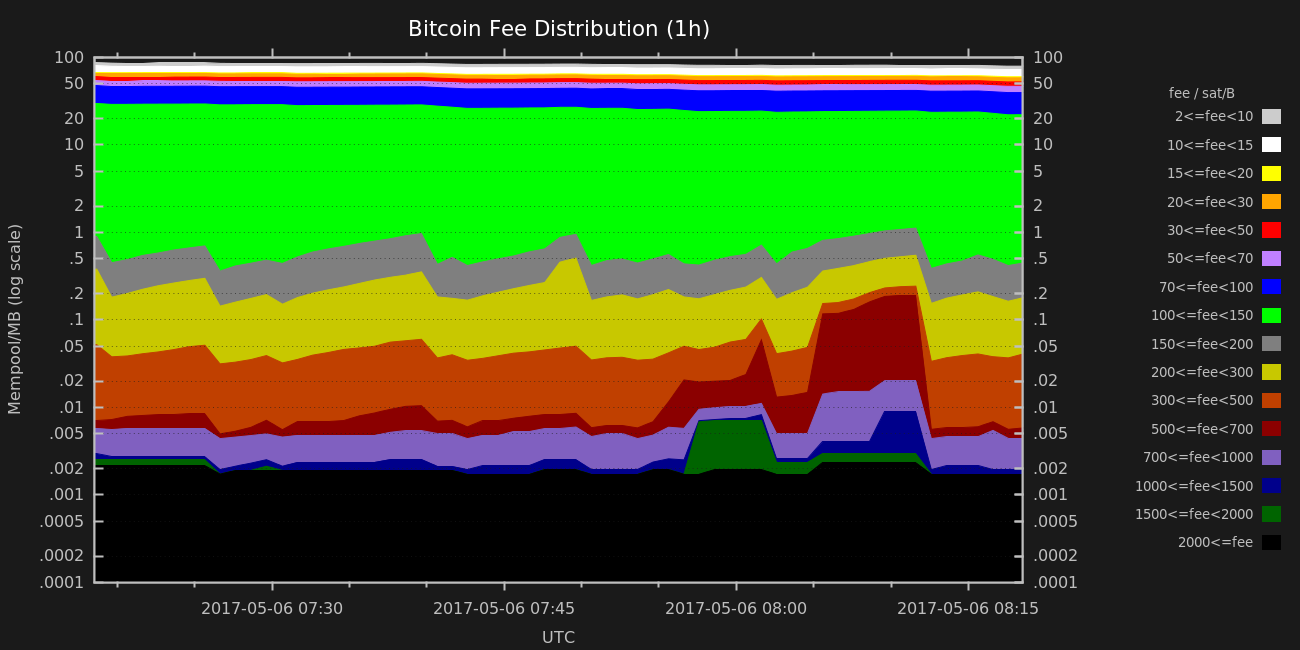 Bitcoin Fee Distribution (1h)
Mempool/MB (log scale)
100
50
20
10
5
2
1
.5
.2
.1
.05
.02
.01
.005
.002
.001
.0005
.0002
.0001
100
50
20
10
5
2
1
.5
.2
.1
.05
.02
.01
.005
.002
.001
.0005
.0002
.0001
fee / sat/B
2<=fee<10
10<=fee<15
15<=fee<20
20<=fee<30
30<=fee<50
50<=fee<70
70<=fee<100
100<=fee<150
150<=fee<200
200<=fee<300
300<=fee<500
500<=fee<700
700<=fee<1000
1000<=fee<1500
1500<=fee<2000
2000<=fee
2017-05-06 07:30 2017-05-06 07:45 2017-05-06 08:00 2017-05-06 08:15
UTC